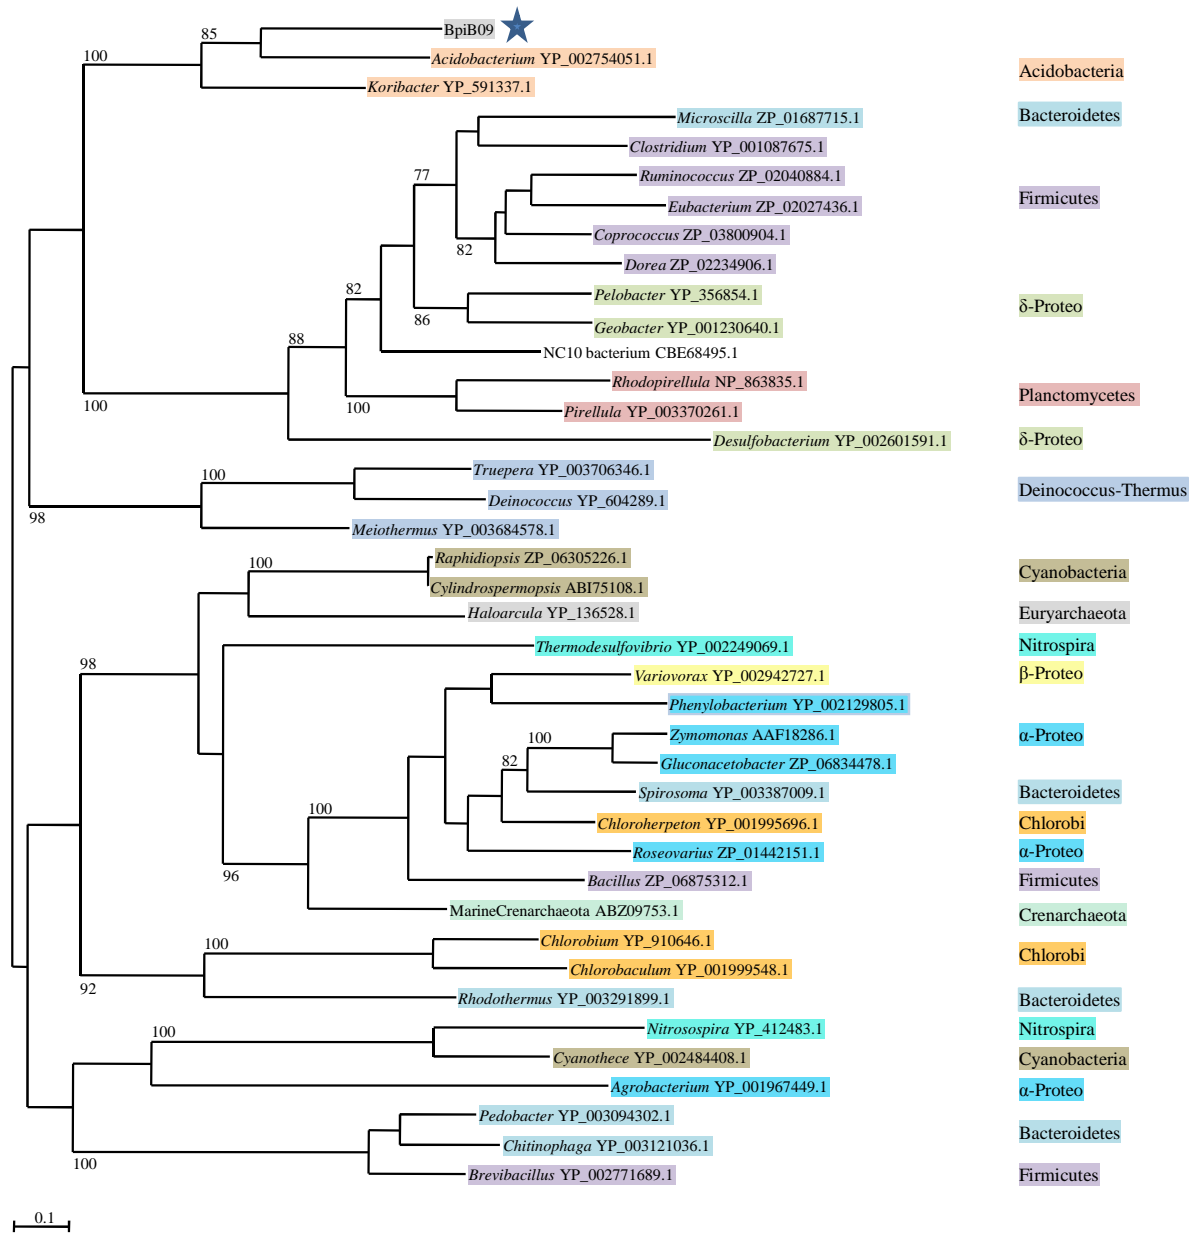 BpiB09
85
Acidobacterium YP_002754051.1
100
Acidobacteria
Koribacter YP_591337.1
Microscilla ZP_01687715.1
Bacteroidetes
Clostridium YP_001087675.1
77
Ruminococcus ZP_02040884.1
Firmicutes
Eubacterium ZP_02027436.1
Coprococcus ZP_03800904.1
82
Dorea ZP_02234906.1
82
Pelobacter YP_356854.1
δ-Proteo
86
Geobacter YP_001230640.1
88
NC10 bacterium CBE68495.1
Rhodopirellula NP_863835.1
Planctomycetes
100
100
Pirellula YP_003370261.1
Desulfobacterium YP_002601591.1
δ-Proteo
Truepera YP_003706346.1
100
Deinococcus-Thermus
Deinococcus YP_604289.1
98
Meiothermus YP_003684578.1
Raphidiopsis ZP_06305226.1
100
Cyanobacteria
Cylindrospermopsis ABI75108.1
Haloarcula YP_136528.1
Euryarchaeota
Thermodesulfovibrio YP_002249069.1
Nitrospira
98
Variovorax YP_002942727.1
β-Proteo
Phenylobacterium YP_002129805.1
Zymomonas AAF18286.1
α-Proteo
100
82
Gluconacetobacter ZP_06834478.1
Spirosoma YP_003387009.1
Bacteroidetes
100
Chloroherpeton YP_001995696.1
Chlorobi
Roseovarius ZP_01442151.1
α-Proteo
96
Bacillus ZP_06875312.1
Firmicutes
MarineCrenarchaeota ABZ09753.1
Crenarchaeota
100
Chlorobium YP_910646.1
Chlorobi
Chlorobaculum YP_001999548.1
92
Rhodothermus YP_003291899.1
Bacteroidetes
100
Nitrosospira YP_412483.1
Nitrospira
Cyanothece YP_002484408.1
Cyanobacteria
Agrobacterium YP_001967449.1
α-Proteo
Pedobacter YP_003094302.1
Bacteroidetes
Chitinophaga YP_003121036.1
100
Brevibacillus YP_002771689.1
Firmicutes
0.1